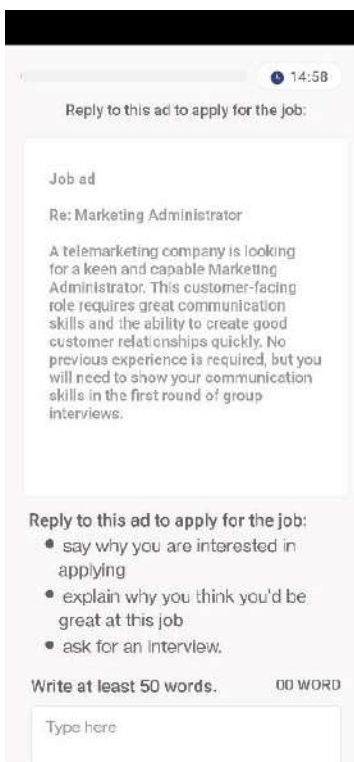 14:58
Reply to this ad to apply for the job:
Job ad
Re: Marketing Administrator
A telemarketing company is looking
for a keen and capable Marketing
Administrator. This customer-facing
role requires great communication
skills and the ability to create good
customer relationships quickly. No
previous experience is required, but you
will need to show your communication
skills in the first round of group
interviews.
Reply to this ad to apply for the job:
• say why you are interested in
applying
• explain why you think you'd be
great at this job
• ask for an interview.
Write at least 50 words. 00 WORD
Type here